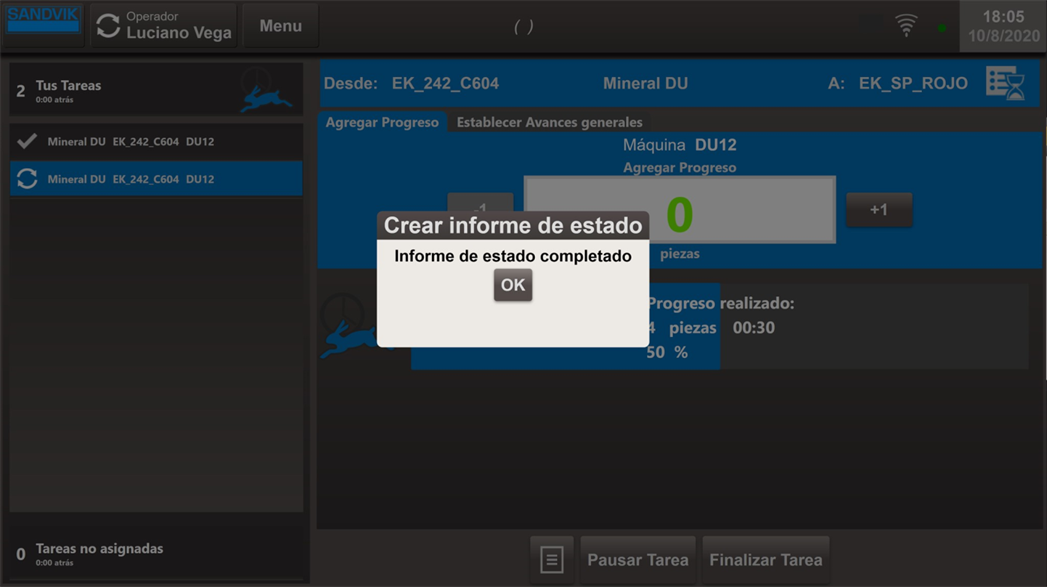 SANDVIK
Operador
Luciano Vega
Menu
( )
18:05
10/8/2020
2 Tus Tareas
0:00 atrás
Mineral DU EK_242_C604 DU12
Mineral DU EK_242_C604 DU12
0 Tareas no asignadas
0:00 atrás
Desde: EK_242_C604 Mineral DU A: EK_SP_ROJO
Agregar Progreso Establecer Avances generales
Máquina DU12
Agregar Progreso
-1 0 +1
piezas
Crear informe de estado
Informe de estado completado
OK
Progreso realizado:
4 piezas 00:30
50 %
Pausar Tarea Finalizar Tarea